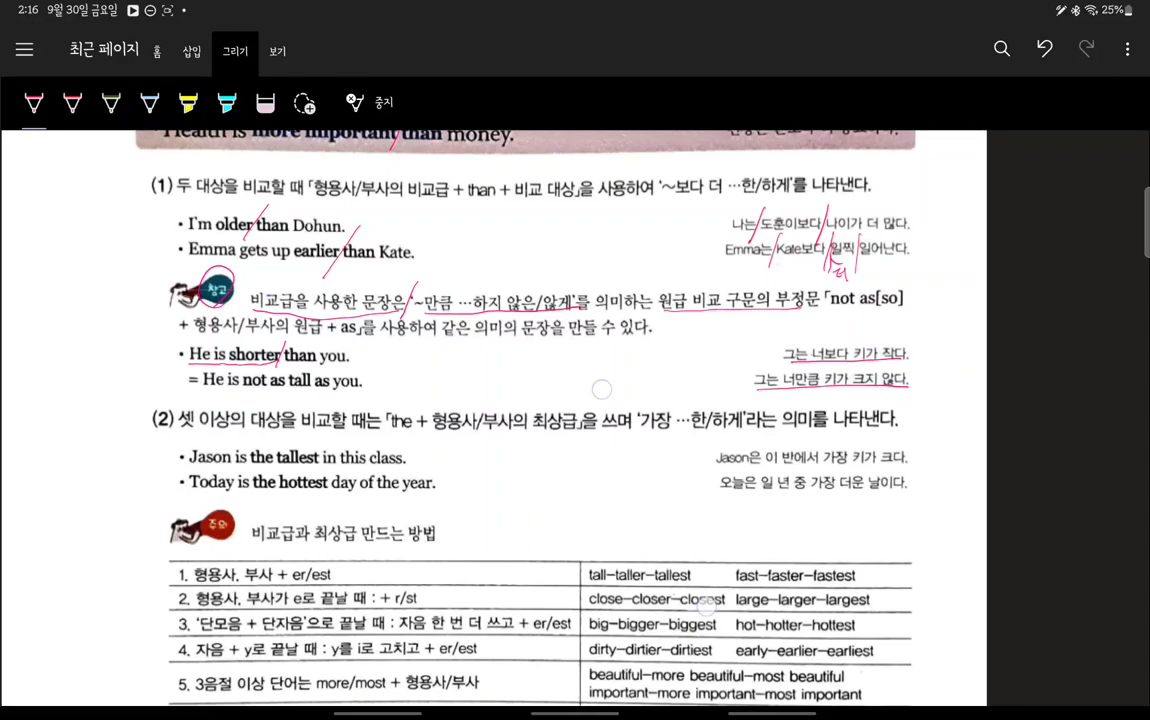 2:16 9월 30일 금요일 25%
최근 페이지 홈 삽입 그리기 보기
중지
Health is more important than money.
(1) 두 대상을 비교할 때 「형용사/부사의 비교급 + than + 비교 대상」을 사용하여 '~보다 더 …한/하게'를 나타낸다.
• I'm older than Dohun. 나는 도훈이보다 나이가 더 많다.
• Emma gets up earlier than Kate. Emma는 Kate보다 일찍 일어난다.
더
참고 비교급을 사용한 문장은 '~만큼 …하지 않은/않게'를 의미하는 원급 비교 구문의 부정문 「not as[so]
+ 형용사/부사의 원급 + as」를 사용하여 같은 의미의 문장을 만들 수 있다.
• He is shorter than you. 그는 너보다 키가 작다.
= He is not as tall as you. 그는 너만큼 키가 크지 않다.
(2) 셋 이상의 대상을 비교할 때는 「the + 형용사/부사의 최상급」을 쓰며 '가장 …한/하게'라는 의미를 나타낸다.
• Jason is the tallest in this class. Jason은 이 반에서 가장 키가 크다.
• Today is the hottest day of the year. 오늘은 일 년 중 가장 더운 날이다.
주의 비교급과 최상급 만드는 방법
1. 형용사, 부사 + er/est tall–taller–tallest fast–faster–fastest
2. 형용사, 부사가 e로 끝날 때 : + r/st close–closer–closest large–larger–largest
3. '단모음 + 단자음'으로 끝날 때 : 자음 한 번 더 쓰고 + er/est big–bigger–biggest hot–hotter–hottest
4. 자음 + y로 끝날 때 : y를 i로 고치고 + er/est dirty–dirtier–dirtiest early–earlier–earliest
5. 3음절 이상 단어는 more/most + 형용사/부사 beautiful–more beautiful–most beautiful
important–more important–most important